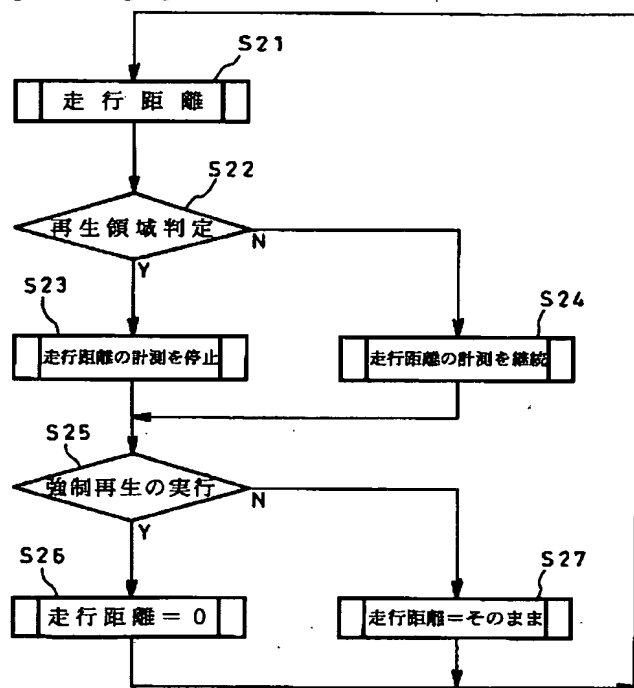 S21
走行距離
S22
再生領域判定
N
Y
S23
走行距離の計測を停止
S24
走行距離の計測を継続
S25
強制再生の実行
N
Y
S26
走行距離=0
S27
走行距離=そのまま